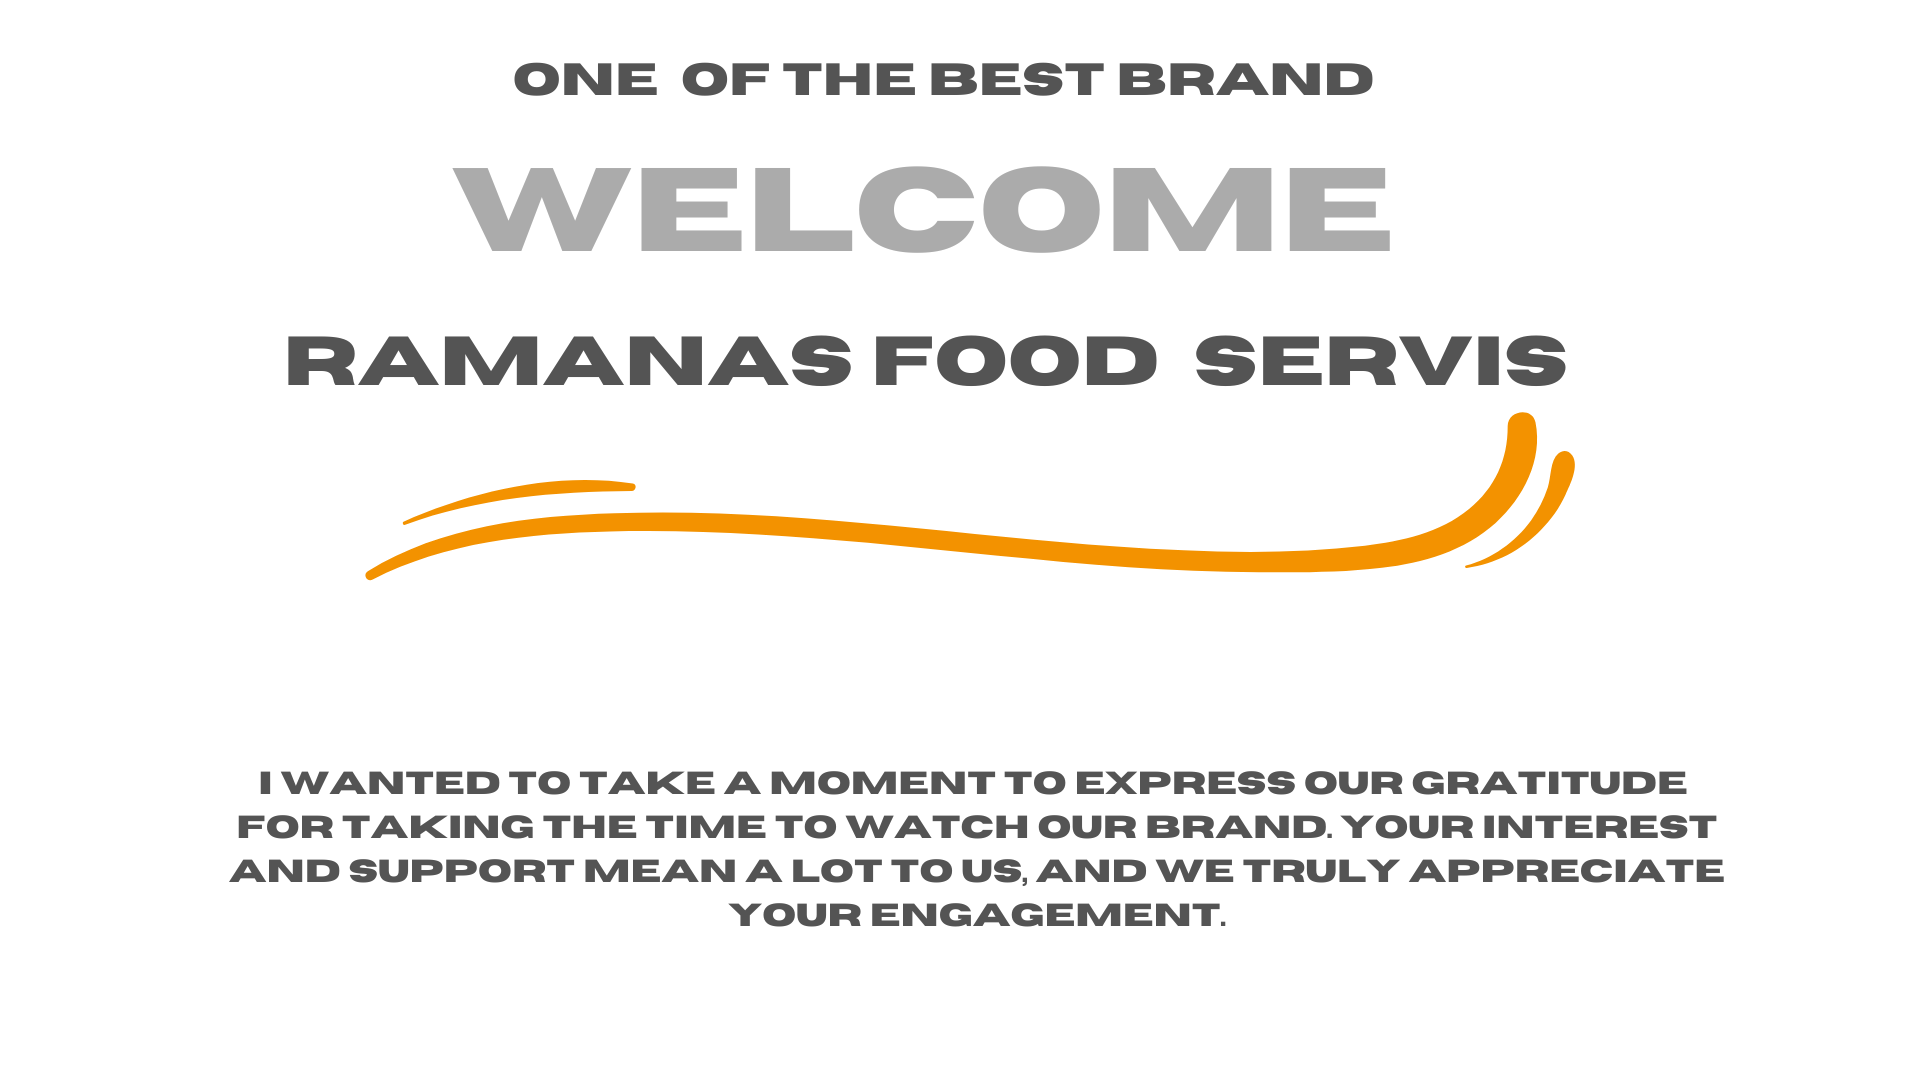 ONE OF THE BEST BRAND
WELCOME
RAMANAS FOOD SERVIS
I WANTED TO TAKE A MOMENT TO EXPRESS OUR GRATITUDE
FOR TAKING THE TIME TO WATCH OUR BRAND. YOUR INTEREST
AND SUPPORT MEAN A LOT TO US, AND WE TRULY APPRECIATE
YOUR ENGAGEMENT.